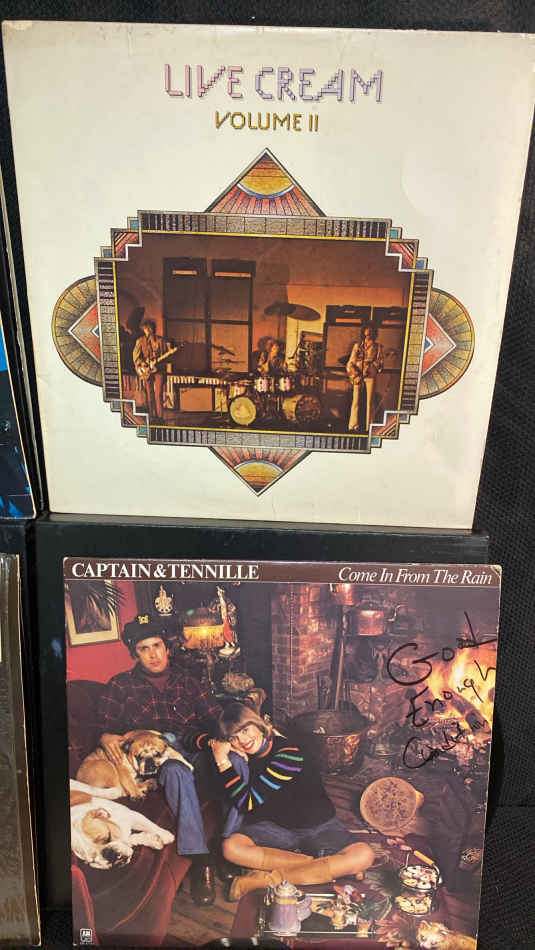 LIVE CREAM
VOLUME II
CAPTAIN & TENNILLE Come In From The Rain
Good
Enough
A&M